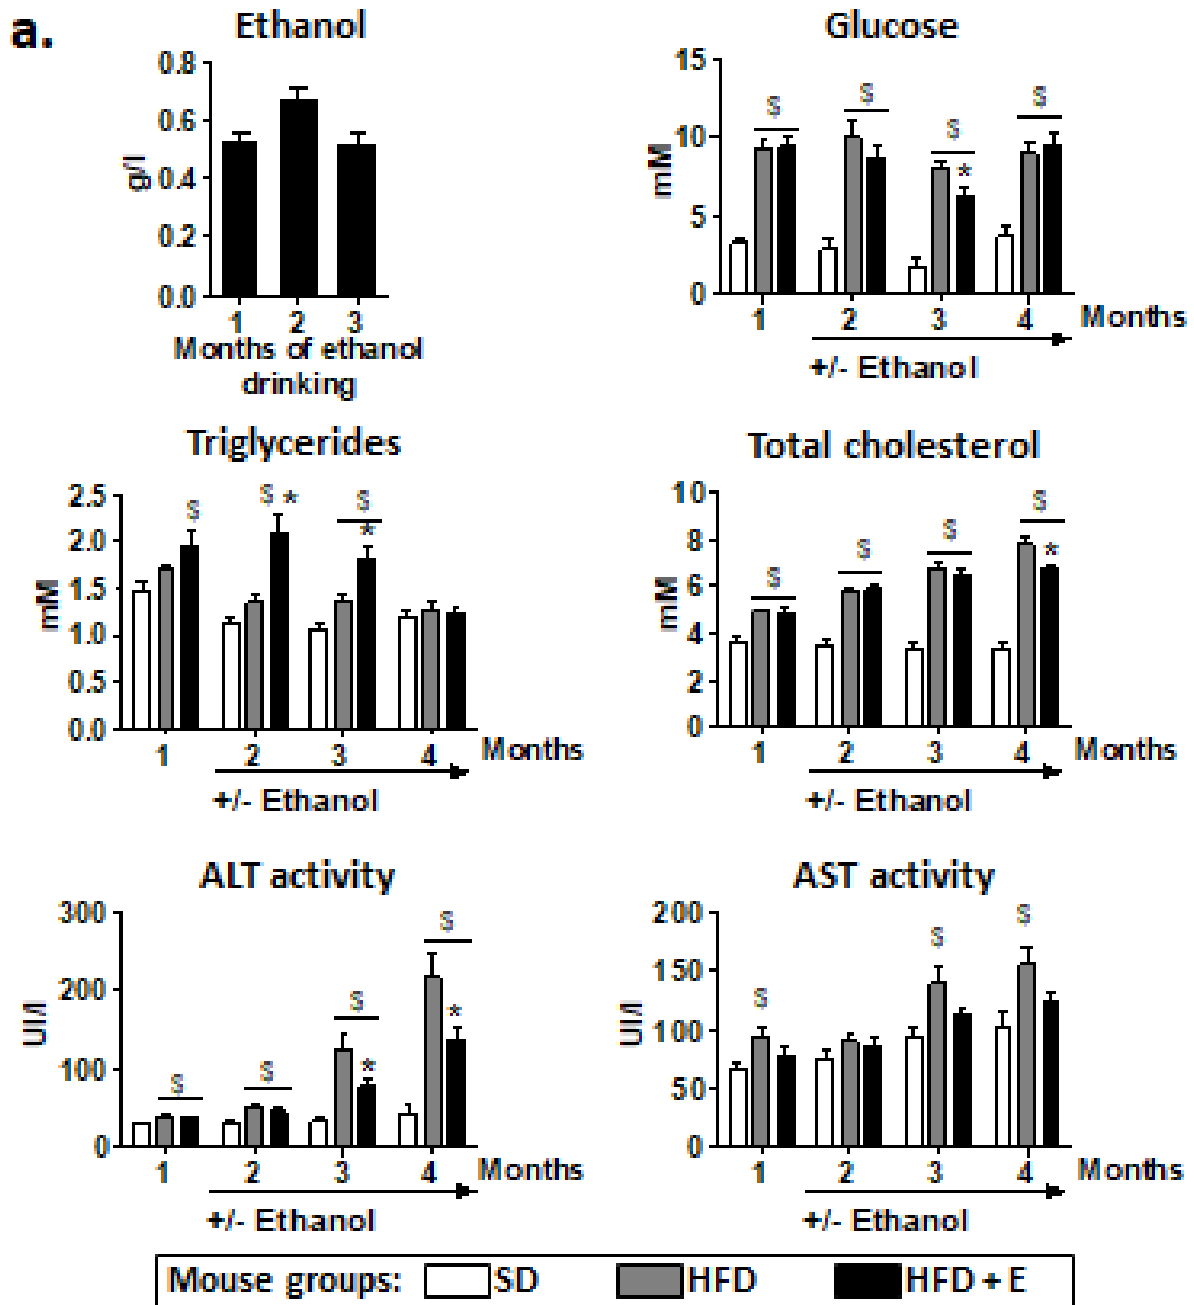 a.
Ethanol
0.8
0.6
0.4
0.2
0.0
g/l
1 2 3
Months of ethanol
drinking
Glucose
15
10
5
0
mM
$ $ $ $
*
1 2 3 4 Months
+/- Ethanol
Triglycerides
2.5
2.0
1.5
1.0
0.5
0.0
mM
$ $ * $
*
1 2 3 4 Months
+/- Ethanol
Total cholesterol
10
8
6
4
2
0
mM
$ $ $ $
*
1 2 3 4 Months
+/- Ethanol
ALT activity
300
200
100
0
UI/l
$ $ $ $
* *
1 2 3 4 Months
+/- Ethanol
AST activity
200
150
100
50
0
UI/l
$ $ $
1 2 3 4 Months
+/- Ethanol
Mouse groups: SD HFD HFD + E